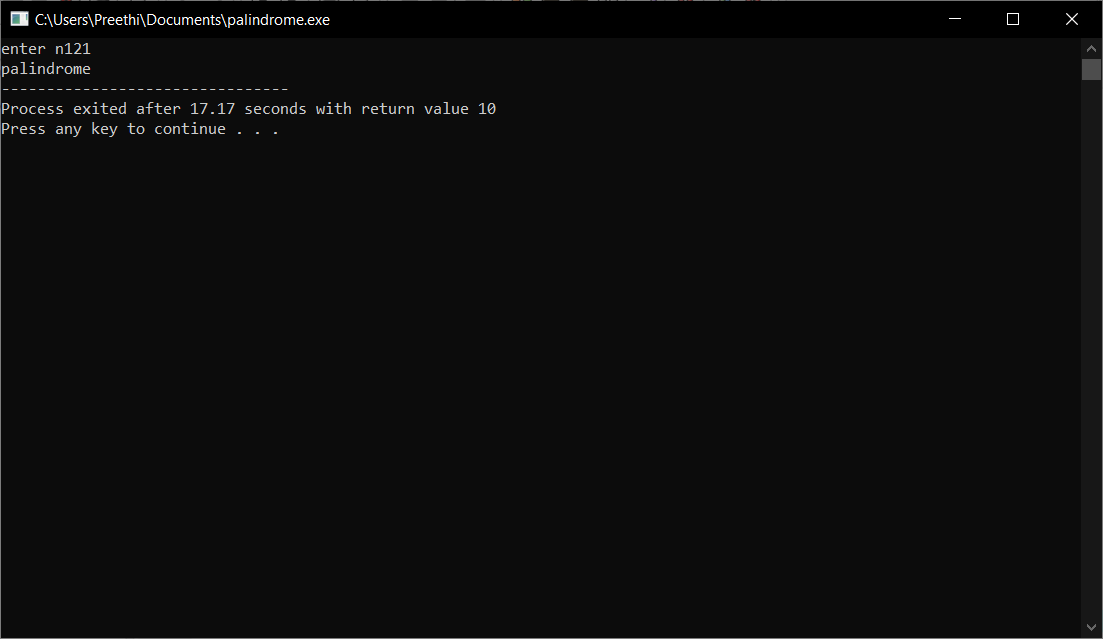 C:\Users\Preethi\Documents\palindrome.exe
enter n121
palindrome
--------------------------------
Process exited after 17.17 seconds with return value 10
Press any key to continue . . .